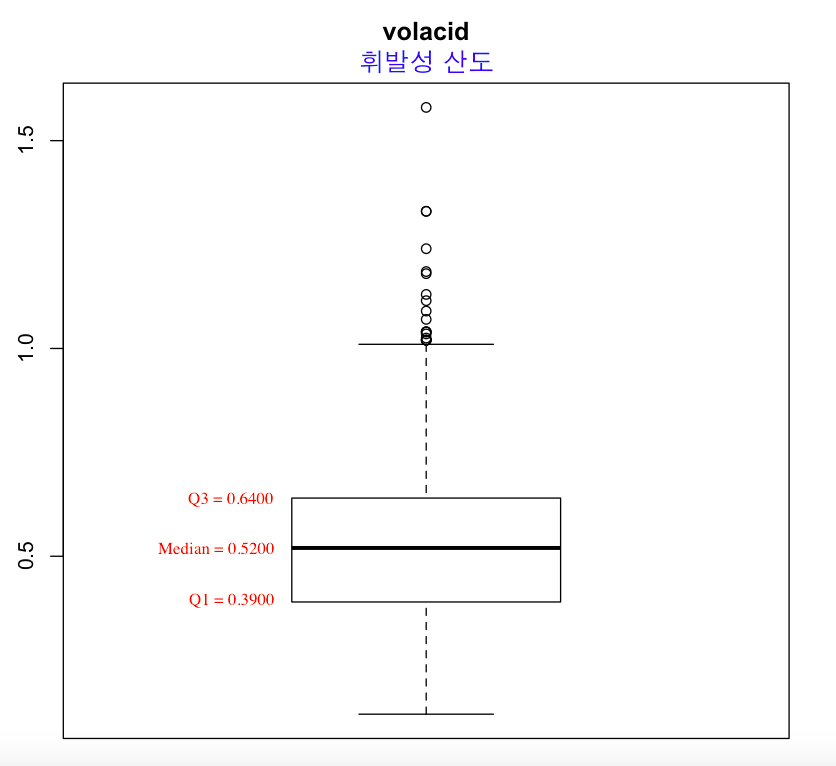 volacid
휘발성 산도
1.5
1.0
0.5
Q3 = 0.6400
Median = 0.5200
Q1 = 0.3900